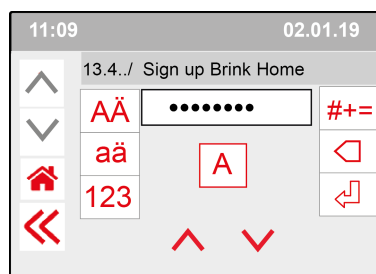 11:09 02.01.19
13.4../ Sign up Brink Home
AÄ •••••••• #+=
aä A
123